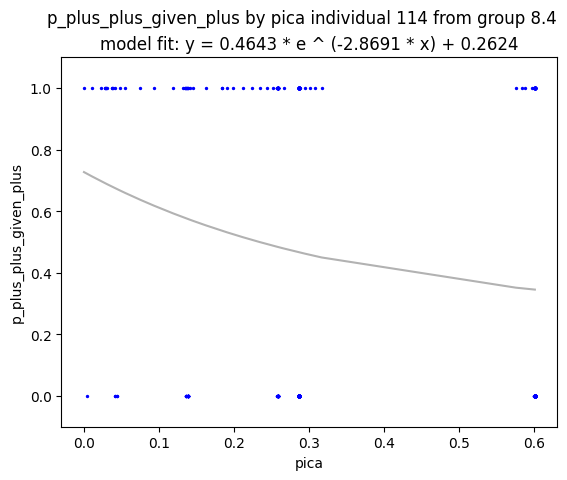 p_plus_plus_given_plus by pica individual 114 from group 8.4
model fit: y = 0.4643 * e ^ (-2.8691 * x) + 0.2624
1.0
0.8
0.6
0.4
0.2
0.0
p_plus_plus_given_plus
0.0 0.1 0.2 0.3 0.4 0.5 0.6
pica